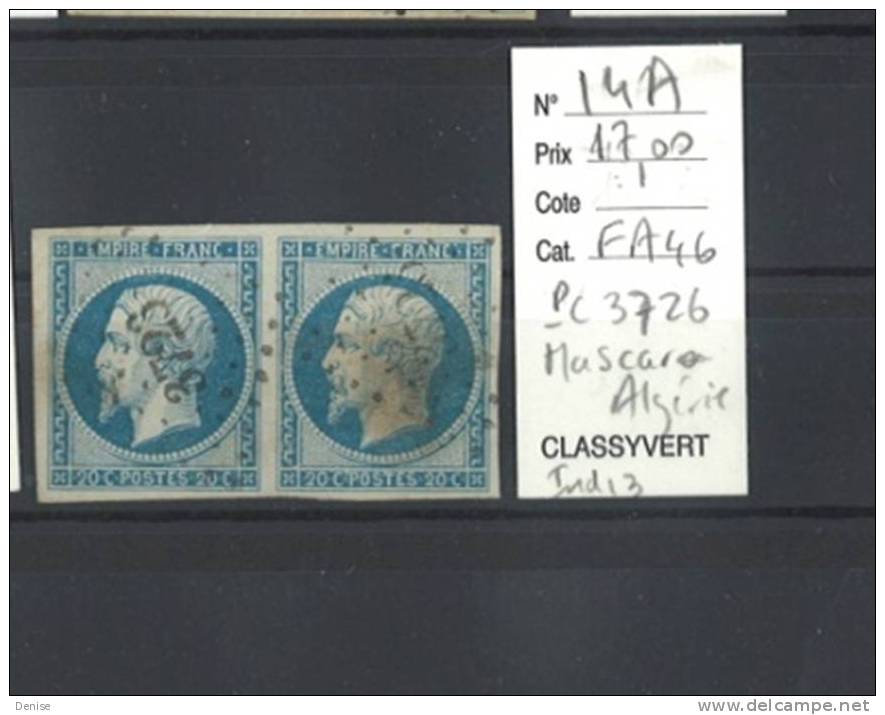 N° 14A
Prix 17,00
Cote
Cat. FA46
PC 3726
Mascara
Algérie
CLASSYVERT
Ind 13
EMPIRE FRANC EMPIRE FRANC
20 C POSTES 20 C 20 C POSTES 20 C
Denise
www.delcampe.net